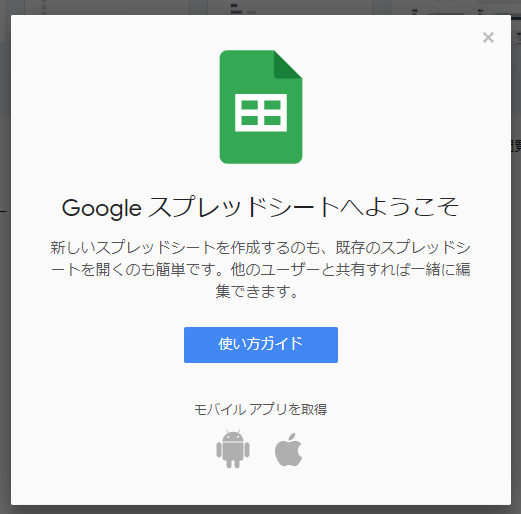 Google スプレッドシートへようこそ
新しいスプレッドシートを作成するのも、既存のスプレッドシ
ートを開くのも簡単です。他のユーザーと共有すれば一緒に編
集できます。
使い方ガイド
モバイル アプリを取得